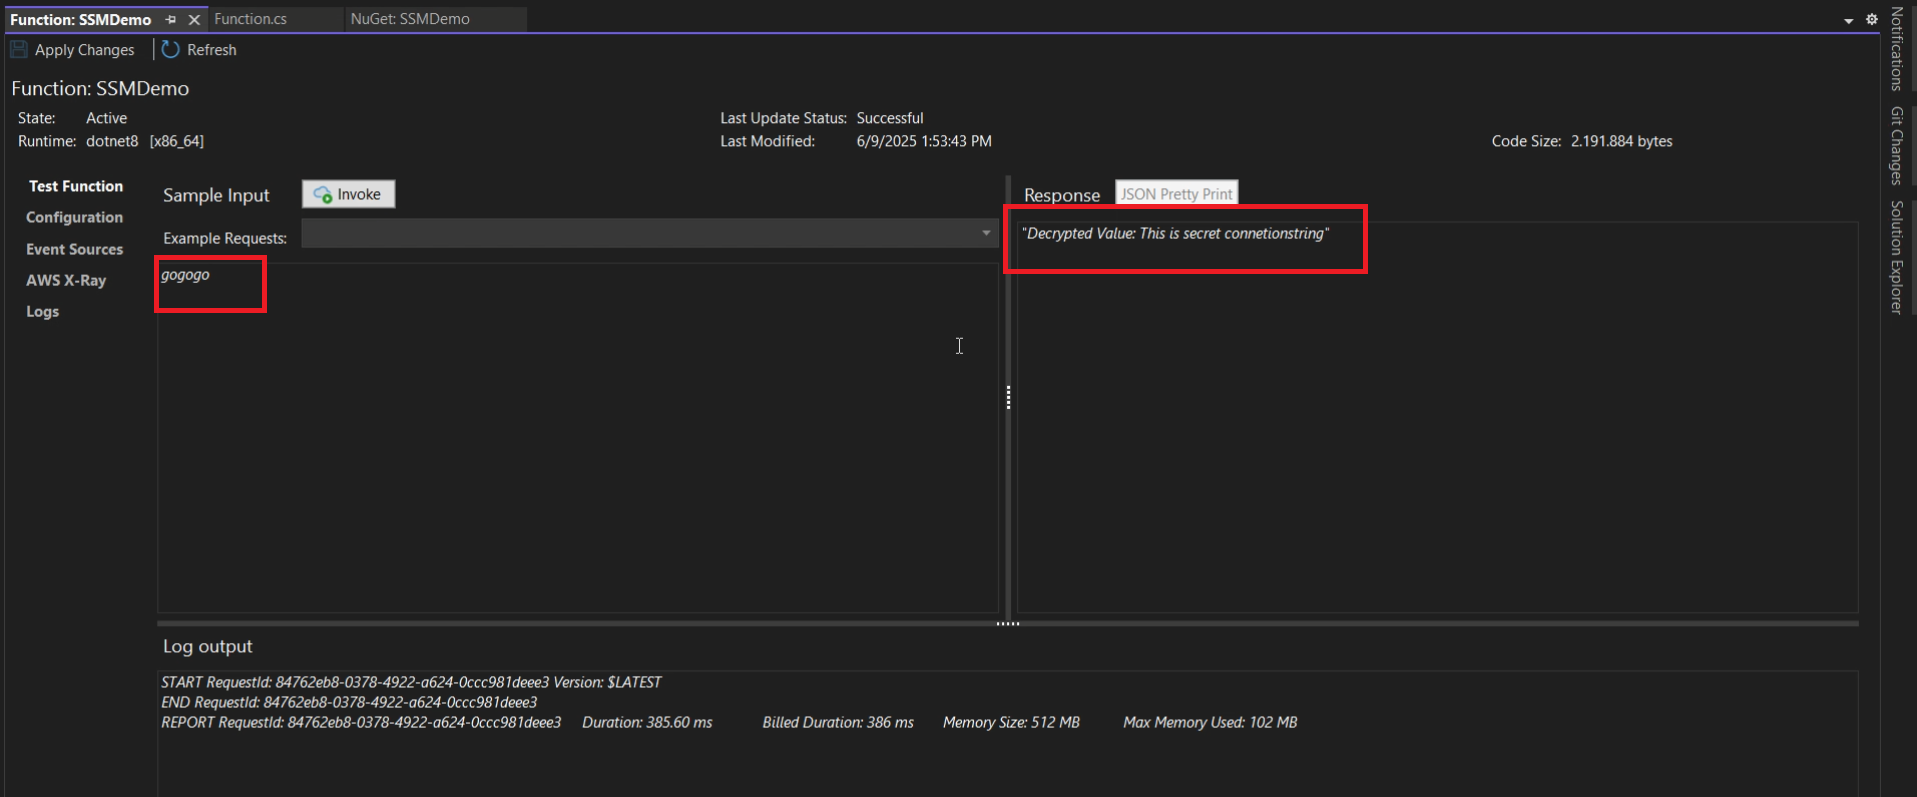 Function: SSMDemo
Function.cs
NuGet: SSMDemo
Apply Changes
Refresh
Function: SSMDemo
State: Active
Last Update Status: Successful
Runtime: dotnet8 [x86_64]
Last Modified: 6/9/2025 1:53:43 PM
Code Size: 2.191.884 bytes
Test Function
Configuration
Event Sources
AWS X-Ray
Logs
Sample Input
Invoke
Example Requests:
gogogo
Response
JSON Pretty Print
"Decrypted Value: This is secret connetionstring"
Log output
START RequestId: 84762eb8-0378-4922-a624-0ccc981deee3 Version: $LATEST
END RequestId: 84762eb8-0378-4922-a624-0ccc981deee3
REPORT RequestId: 84762eb8-0378-4922-a624-0ccc981deee3 Duration: 385.60 ms Billed Duration: 386 ms Memory Size: 512 MB Max Memory Used: 102 MB
Notifications
Git Changes
Solution Explorer